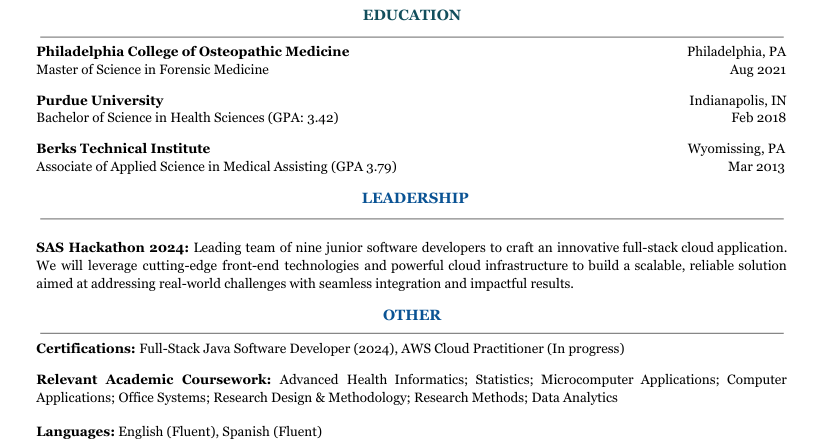 EDUCATION
Philadelphia College of Osteopathic Medicine Philadelphia, PA
Master of Science in Forensic Medicine Aug 2021
Purdue University Indianapolis, IN
Bachelor of Science in Health Sciences (GPA: 3.42) Feb 2018
Berks Technical Institute Wyomissing, PA
Associate of Applied Science in Medical Assisting (GPA 3.79) Mar 2013
LEADERSHIP
SAS Hackathon 2024: Leading team of nine junior software developers to craft an innovative full-stack cloud application.
We will leverage cutting-edge front-end technologies and powerful cloud infrastructure to build a scalable, reliable solution
aimed at addressing real-world challenges with seamless integration and impactful results.
OTHER
Certifications: Full-Stack Java Software Developer (2024), AWS Cloud Practitioner (In progress)
Relevant Academic Coursework: Advanced Health Informatics; Statistics; Microcomputer Applications; Computer
Applications; Office Systems; Research Design & Methodology; Research Methods; Data Analytics
Languages: English (Fluent), Spanish (Fluent)